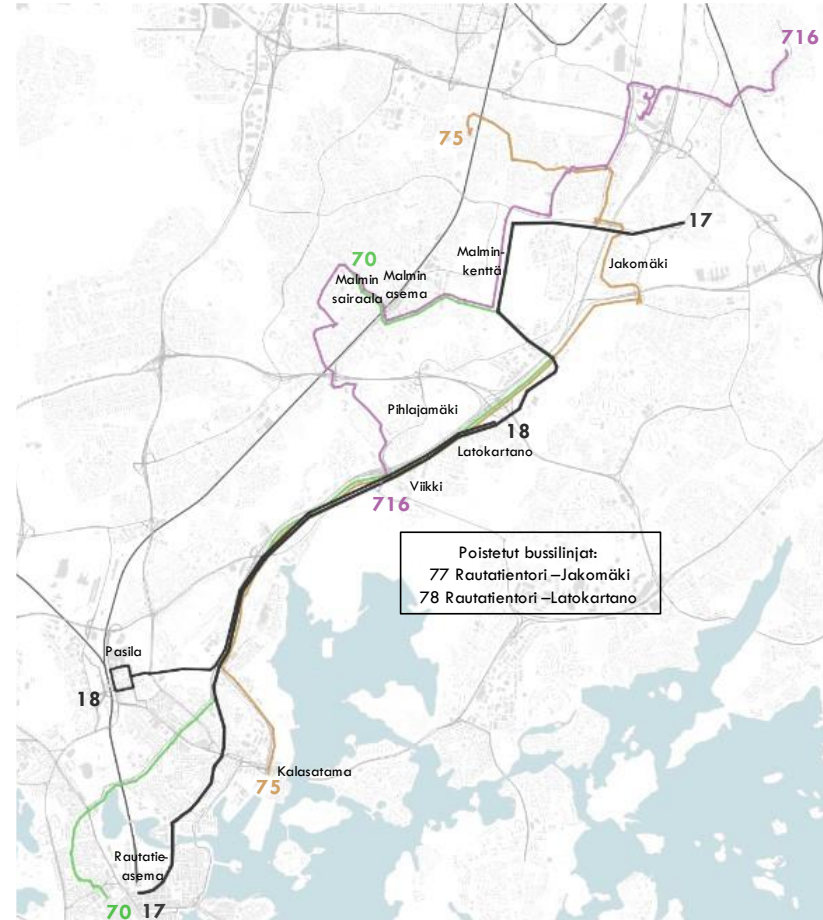 716
75
17
70
Malmin-
kenttä
Malmin
sairaala
Malmin
asema
Jakomäki
Pihlajamäki
18
Latokartano
Viikki
716
Poistetut bussilinjat:
77 Rautatientori –Jakomäki
78 Rautatientori –Latokartano
Pasila
18
Kalasatama
75
Rautatie-
asema
70
17